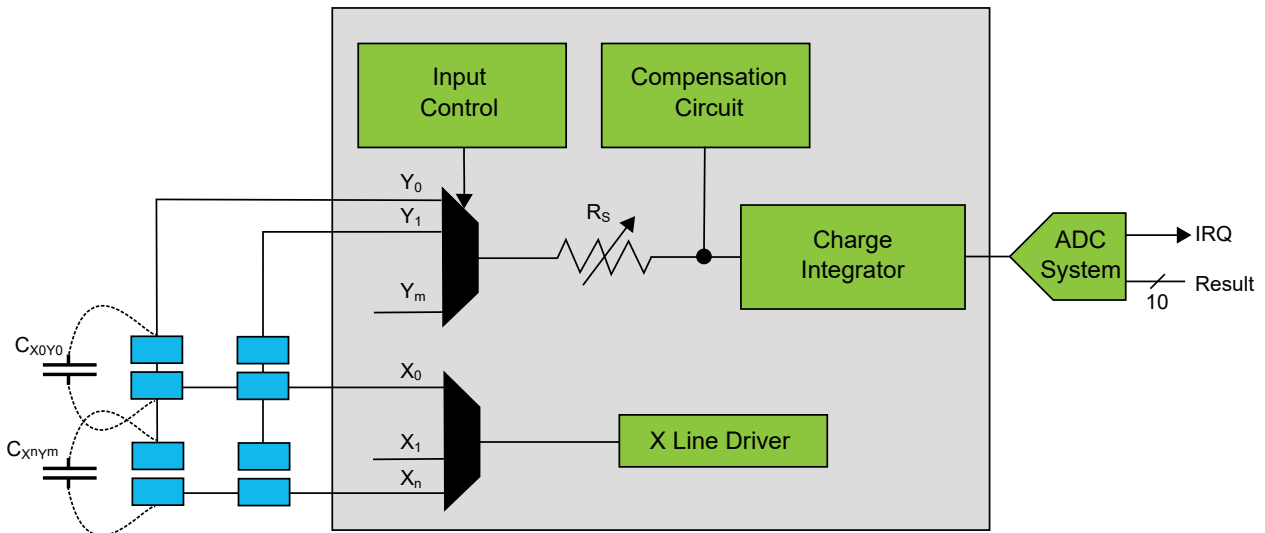 Input
Control
Compensation
Circuit
Y0
Y1
RS
Charge
Integrator
ADC
System
IRQ
Result
10
Ym
CX0Y0
X0
CXnYm
X1
X Line Driver
Xn